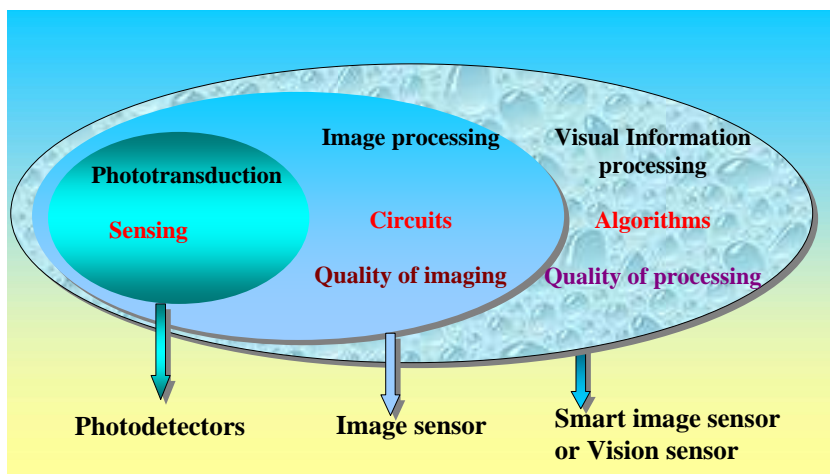 Phototransduction
Sensing
Image processing
Circuits
Quality of imaging
Visual Information
processing
Algorithms
Quality of processing
Photodetectors
Image sensor
Smart image sensor
or Vision sensor